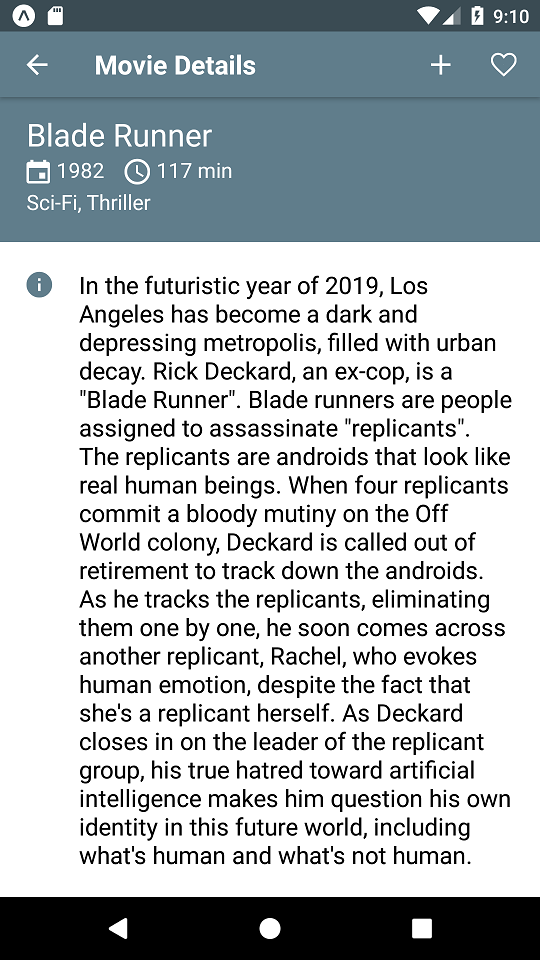 9:10
Movie Details
Blade Runner
1982 117 min
Sci-Fi, Thriller
In the futuristic year of 2019, Los
Angeles has become a dark and
depressing metropolis, filled with urban
decay. Rick Deckard, an ex-cop, is a
"Blade Runner". Blade runners are people
assigned to assassinate "replicants".
The replicants are androids that look like
real human beings. When four replicants
commit a bloody mutiny on the Off
World colony, Deckard is called out of
retirement to track down the androids.
As he tracks the replicants, eliminating
them one by one, he soon comes across
another replicant, Rachel, who evokes
human emotion, despite the fact that
she's a replicant herself. As Deckard
closes in on the leader of the replicant
group, his true hatred toward artificial
intelligence makes him question his own
identity in this future world, including
what's human and what's not human.